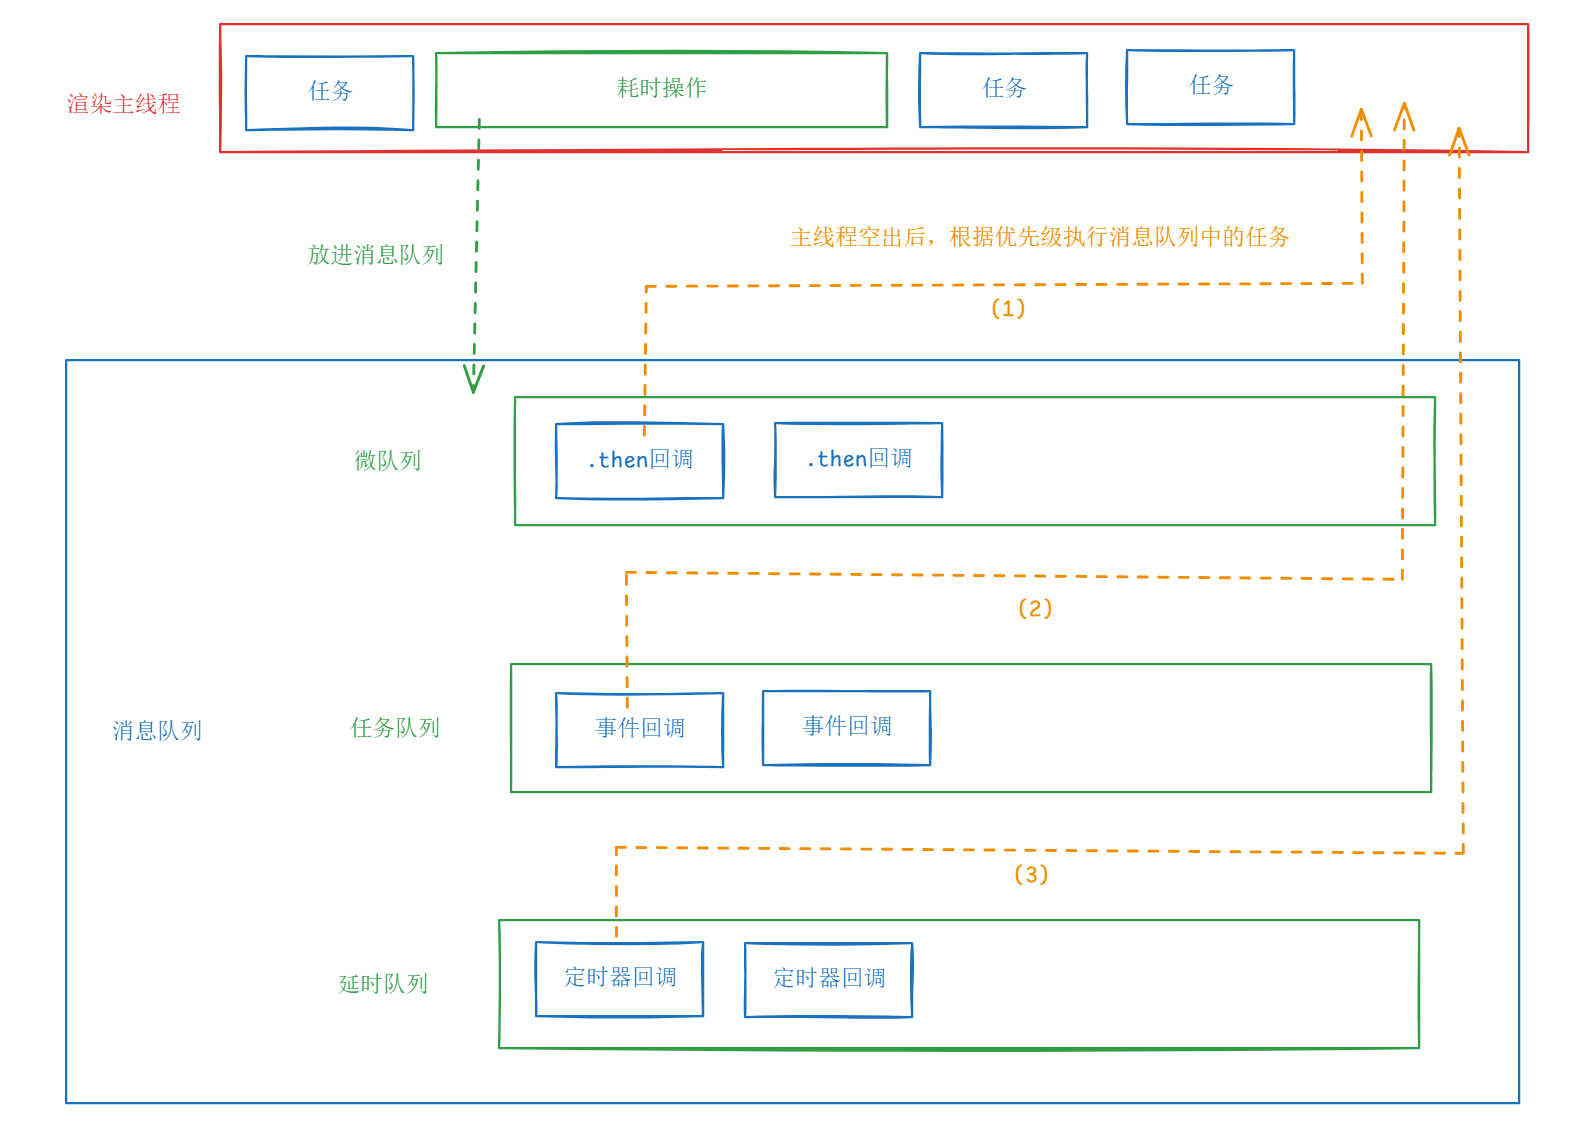 渲染主线程
任务
耗时操作
任务
任务
放进消息队列
主线程空出后，根据优先级执行消息队列中的任务
(1)
微队列
.then回调
.then回调
(2)
消息队列
任务队列
事件回调
事件回调
(3)
延时队列
定时器回调
定时器回调